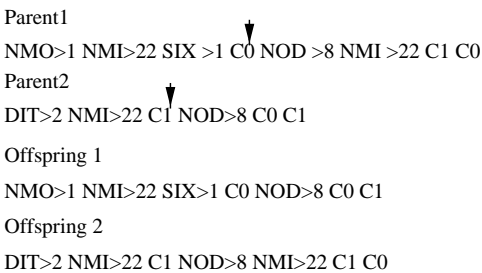 Parent1
NMO>1 NMI>22 SIX >1 C0 NOD >8 NMI >22 C1 C0
Parent2
DIT>2 NMI>22 C1 NOD>8 C0 C1
Offspring 1
NMO>1 NMI>22 SIX>1 C0 NOD>8 C0 C1
Offspring 2
DIT>2 NMI>22 C1 NOD>8 NMI>22 C1 C0